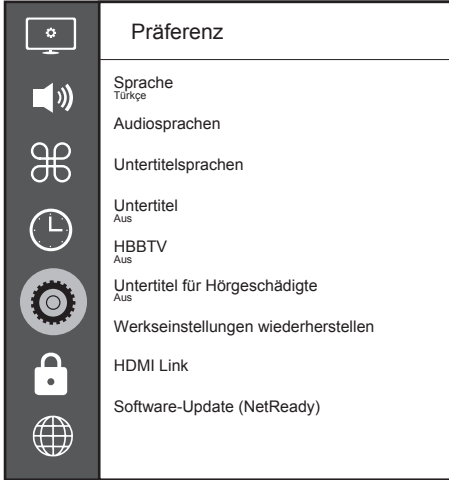 Präferenz
Sprache
Türkçe
Audiosprachen
Untertitelsprachen
Untertitel
Aus
HBBTV
Aus
Untertitel für Hörgeschädigte
Aus
Werkseinstellungen wiederherstellen
HDMI Link
Software-Update (NetReady)